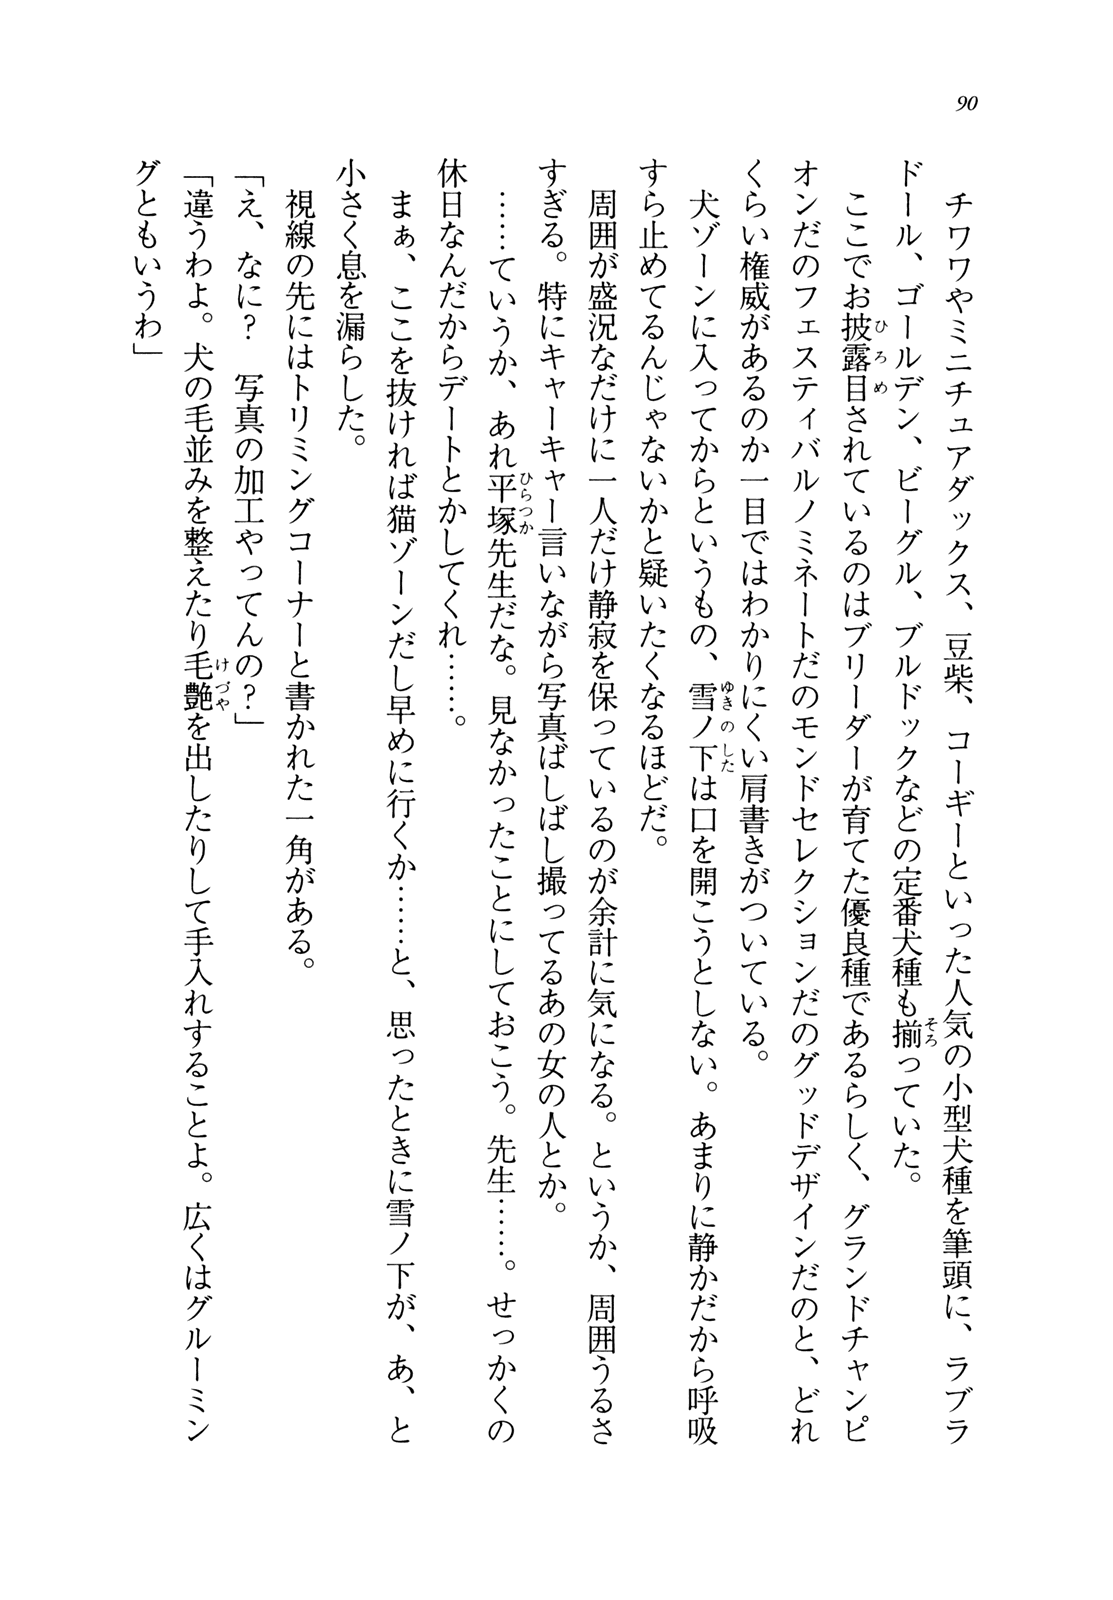 90
チワワやミニチュアダックス、豆柴、コーギーといった人気の小型犬種を筆頭に、ラブラ
ドール、ゴールデン、ビーグル、ブルドックなどの定番犬種も揃っていた。
ここでお披露目されているのはブリーダーが育てた優良種であるらしく、グランドチャンピ
オンだのフェスティバルノミネートだのモンドセレクションだのグッドデザインだのと、どれ
くらい権威があるのか一目ではわかりにくい肩書きがついている。
犬ゾーンに入ってからというもの、雪ノ下は口を開こうとしない。あまりに静かだから呼吸
すら止めてるんじゃないかと疑いたくなるほどだ。
周囲が盛況なだけに一人だけ静寂を保っているのが余計に気になる。というか、周囲うるさ
すぎる。特にキャーキャー言いながら写真ばしばし撮ってるあの女の人とか。
……ていうか、あれ平塚先生だな。見なかったことにしておこう。先生……。せっかくの
休日なんだからデートとかしてくれ……。
まぁ、ここを抜ければ猫ゾーンだし早めに行くか……と、思ったときに雪ノ下が、あ、と
小さく息を漏らした。
視線の先にはトリミングコーナーと書かれた一角がある。
「え、なに？　写真の加工やってんの？」
「違うわよ。犬の毛並みを整えたり毛艶を出したりして手入れすることよ。広くはグルーミン
グともいうわ」